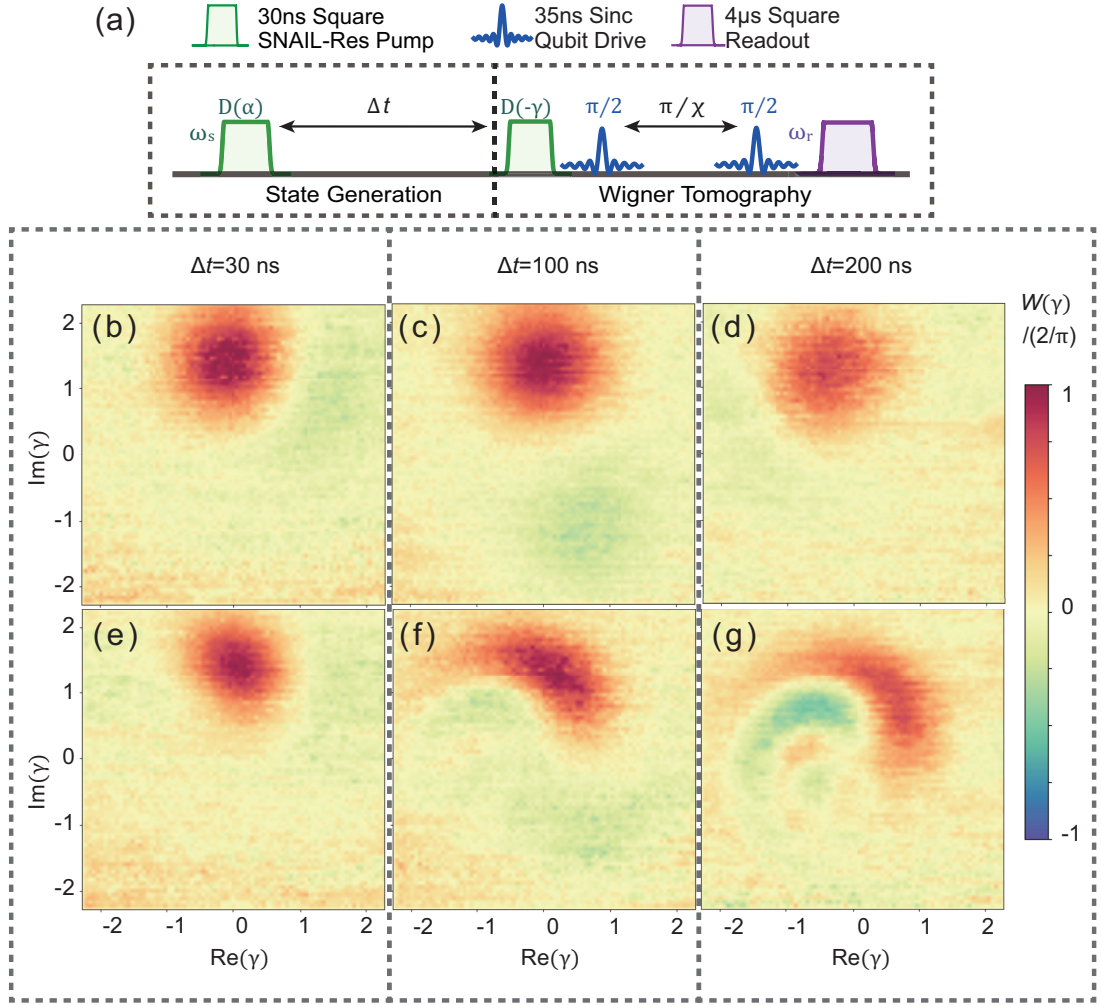 (a)
30ns Square
SNAIL-Res Pump
35ns Sinc
Qubit Drive
4μs Square
Readout
D(α)
Δt
D(-γ)
π/2
π/χ
π/2
ωs
ωr
State Generation
Wigner Tomography
Δt=30 ns
Δt=100 ns
Δt=200 ns
W(γ)
/(2/π)
(b)
(c)
(d)
2
1
0
-1
-2
Im(γ)
1
0
-1
(e)
(f)
(g)
2
1
0
-1
-2
Im(γ)
-2 -1 0 1 2
-2 -1 0 1 2
-2 -1 0 1 2
Re(γ)
Re(γ)
Re(γ)